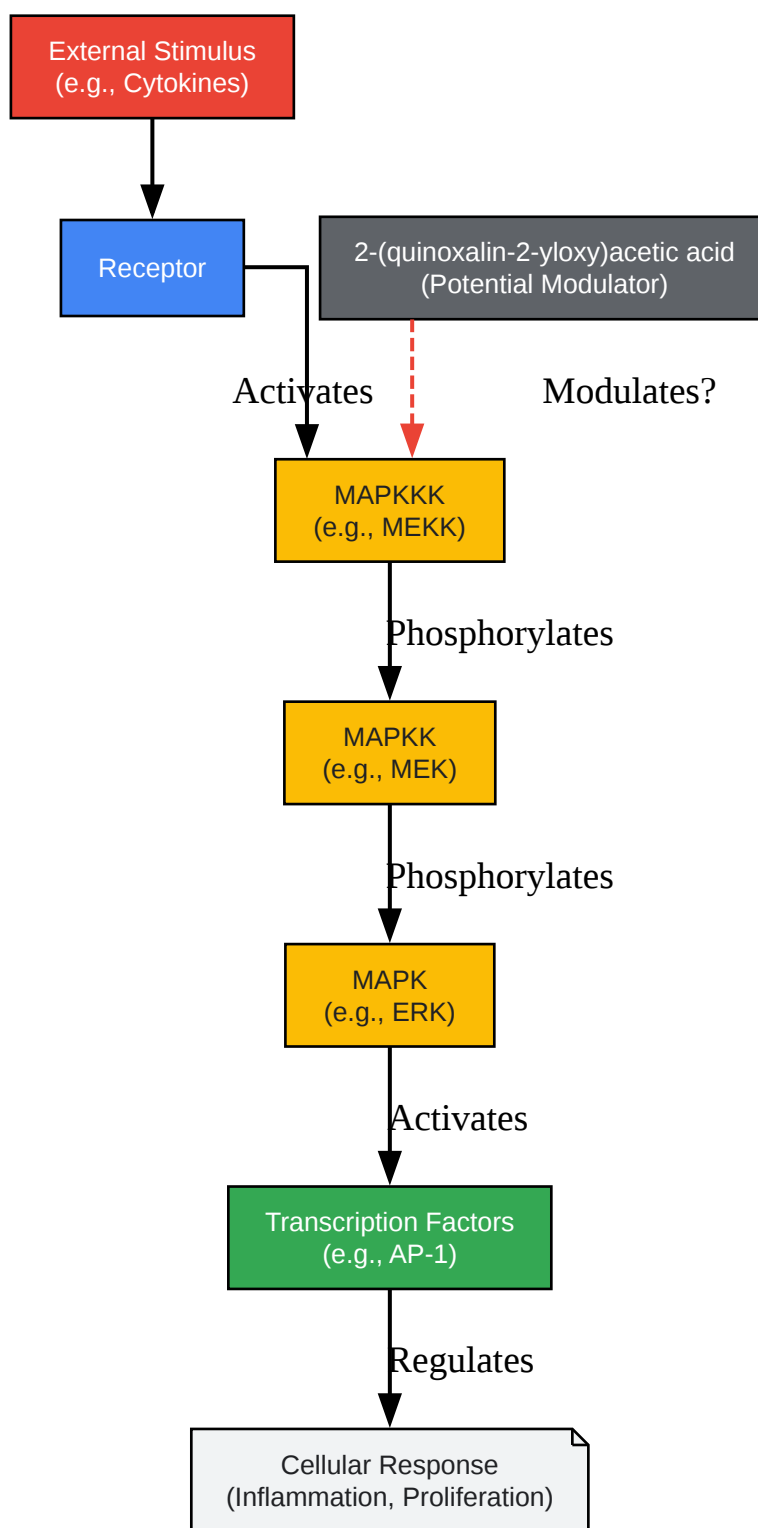 External Stimulus
(e.g., Cytokines)
Receptor
2-(quinoxalin-2-yloxy)acetic acid
(Potential Modulator)
Activates
Modulates?
MAPKKK
(e.g., MEKK)
Phosphorylates
MAPKK
(e.g., MEK)
Phosphorylates
MAPK
(e.g., ERK)
Activates
Transcription Factors
(e.g., AP-1)
Regulates
Cellular Response
(Inflammation, Proliferation)